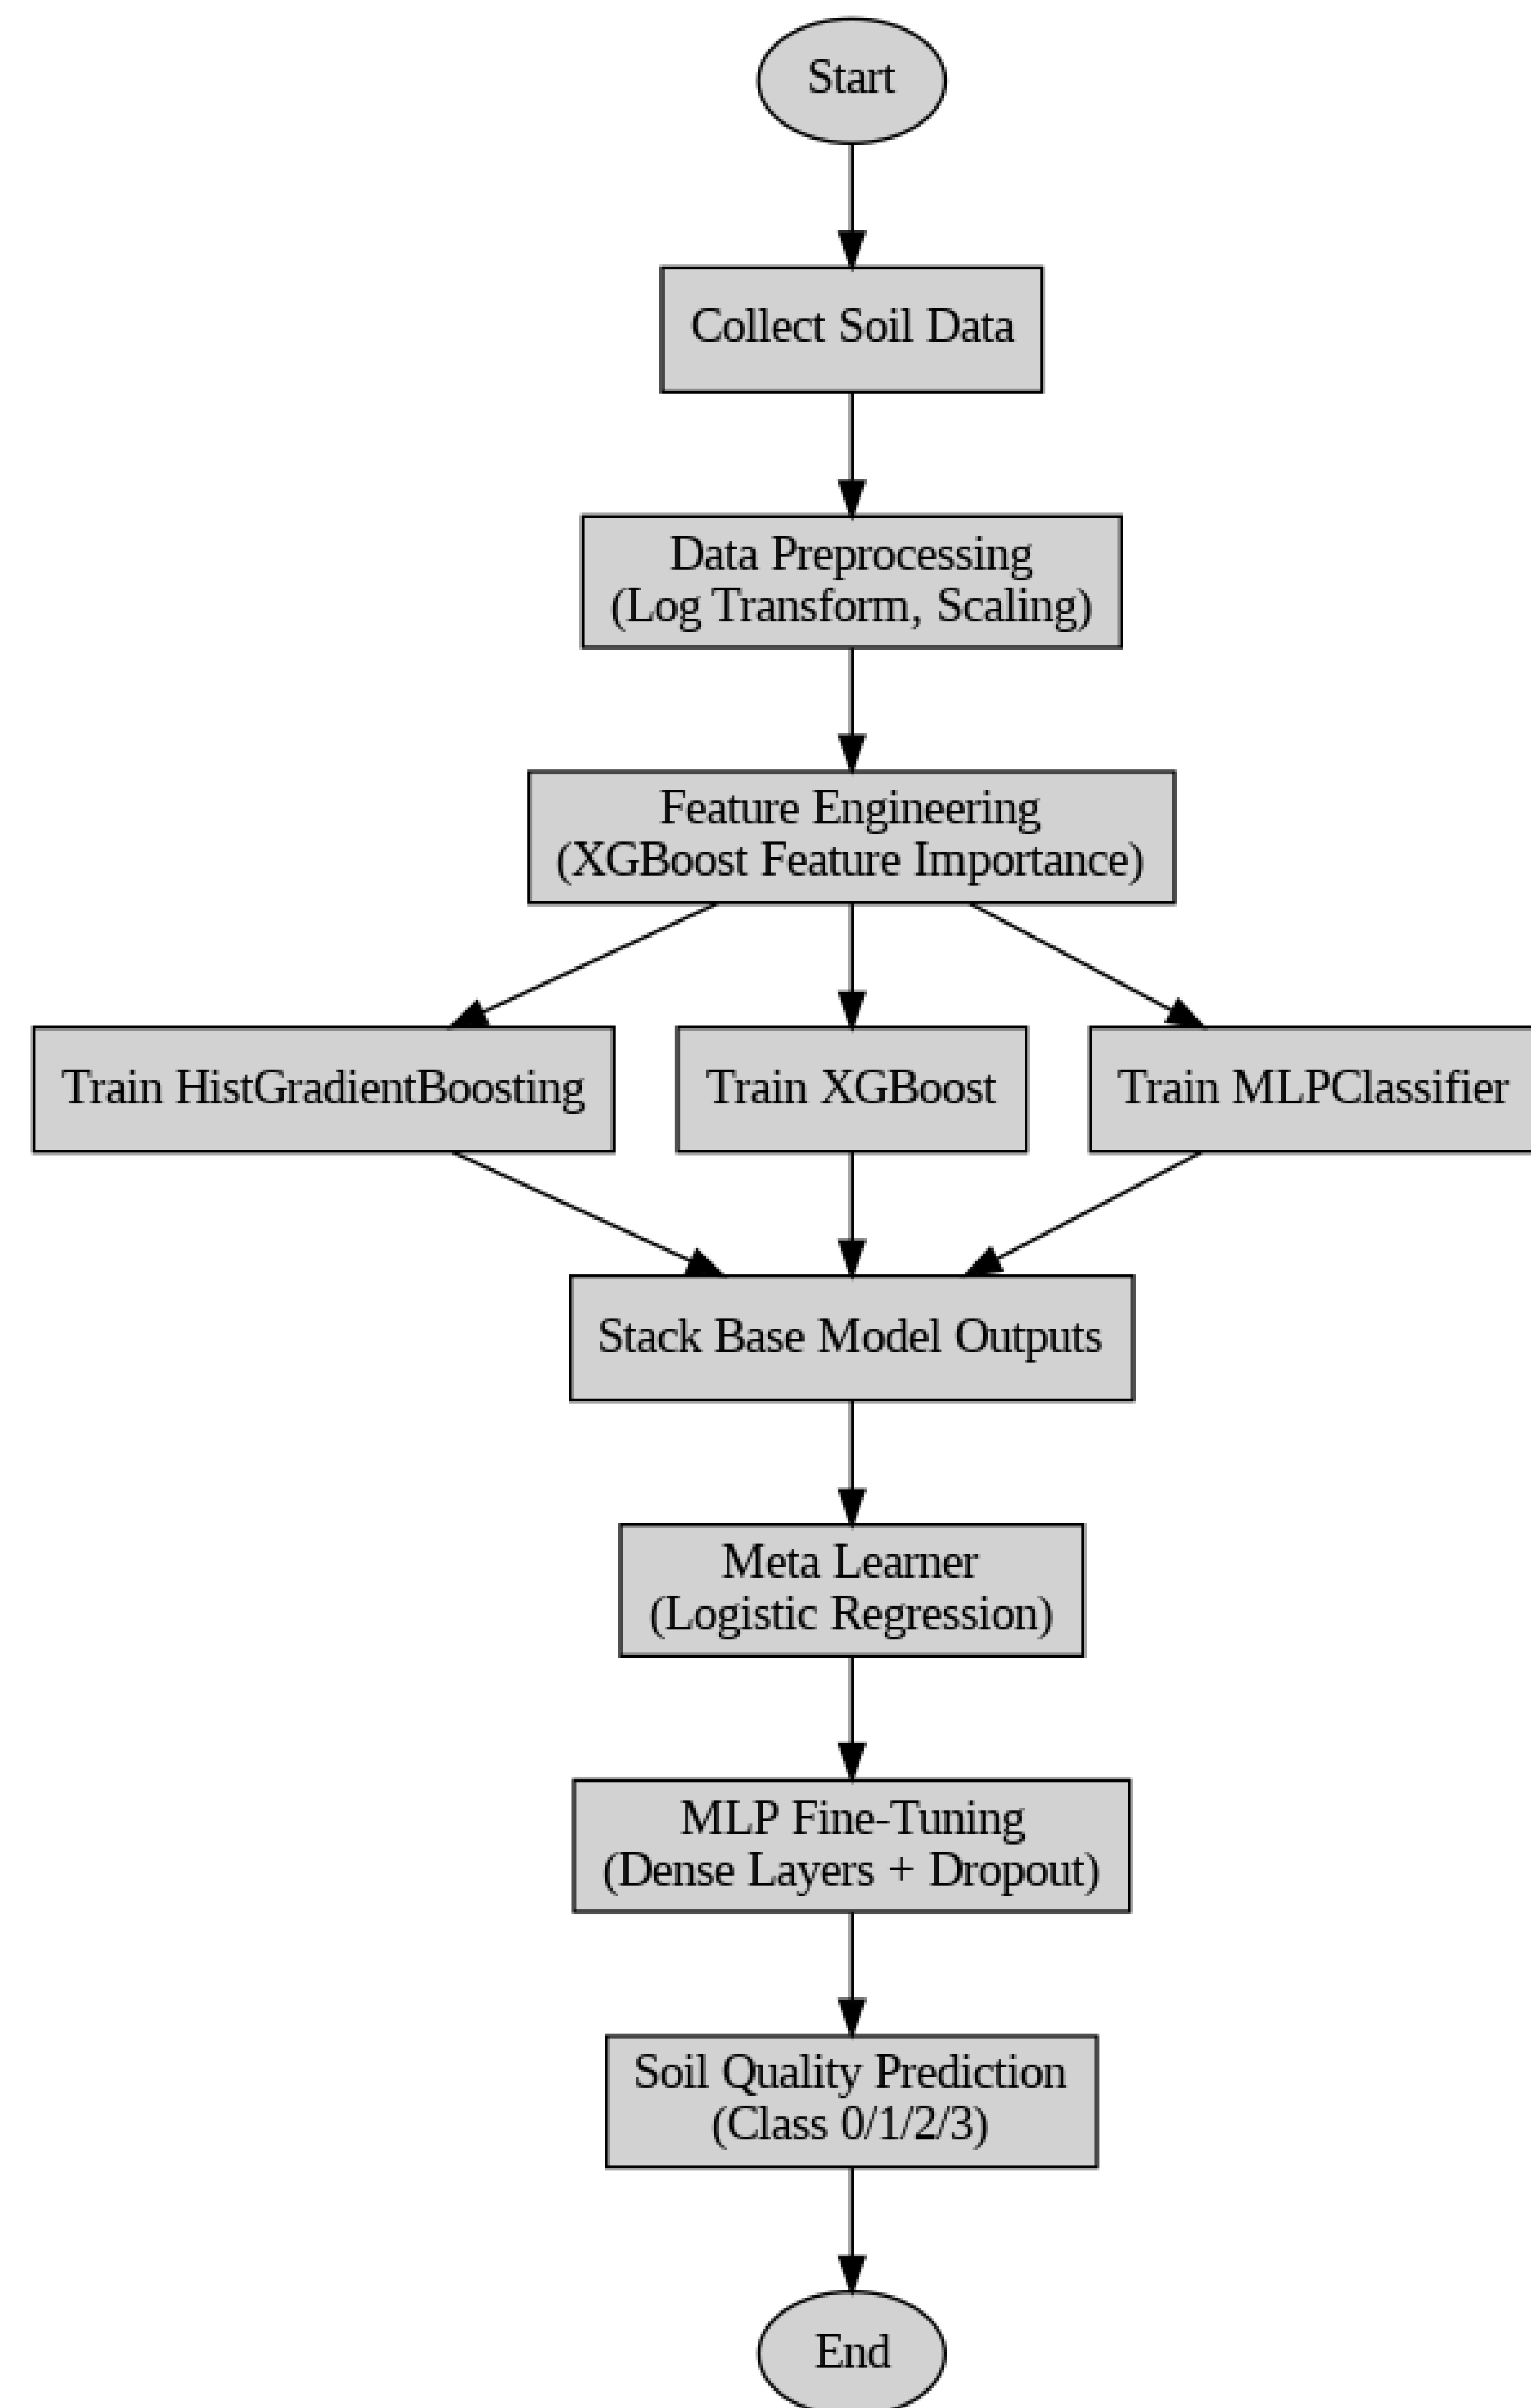 Start
Collect Soil Data
Data Preprocessing
(Log Transform, Scaling)
Feature Engineering
(XGBoost Feature Importance)
Train HistGradientBoosting
Train XGBoost
Train MLPClassifier
Stack Base Model Outputs
Meta Learner
(Logistic Regression)
MLP Fine-Tuning
(Dense Layers + Dropout)
Soil Quality Prediction
(Class 0/1/2/3)
End